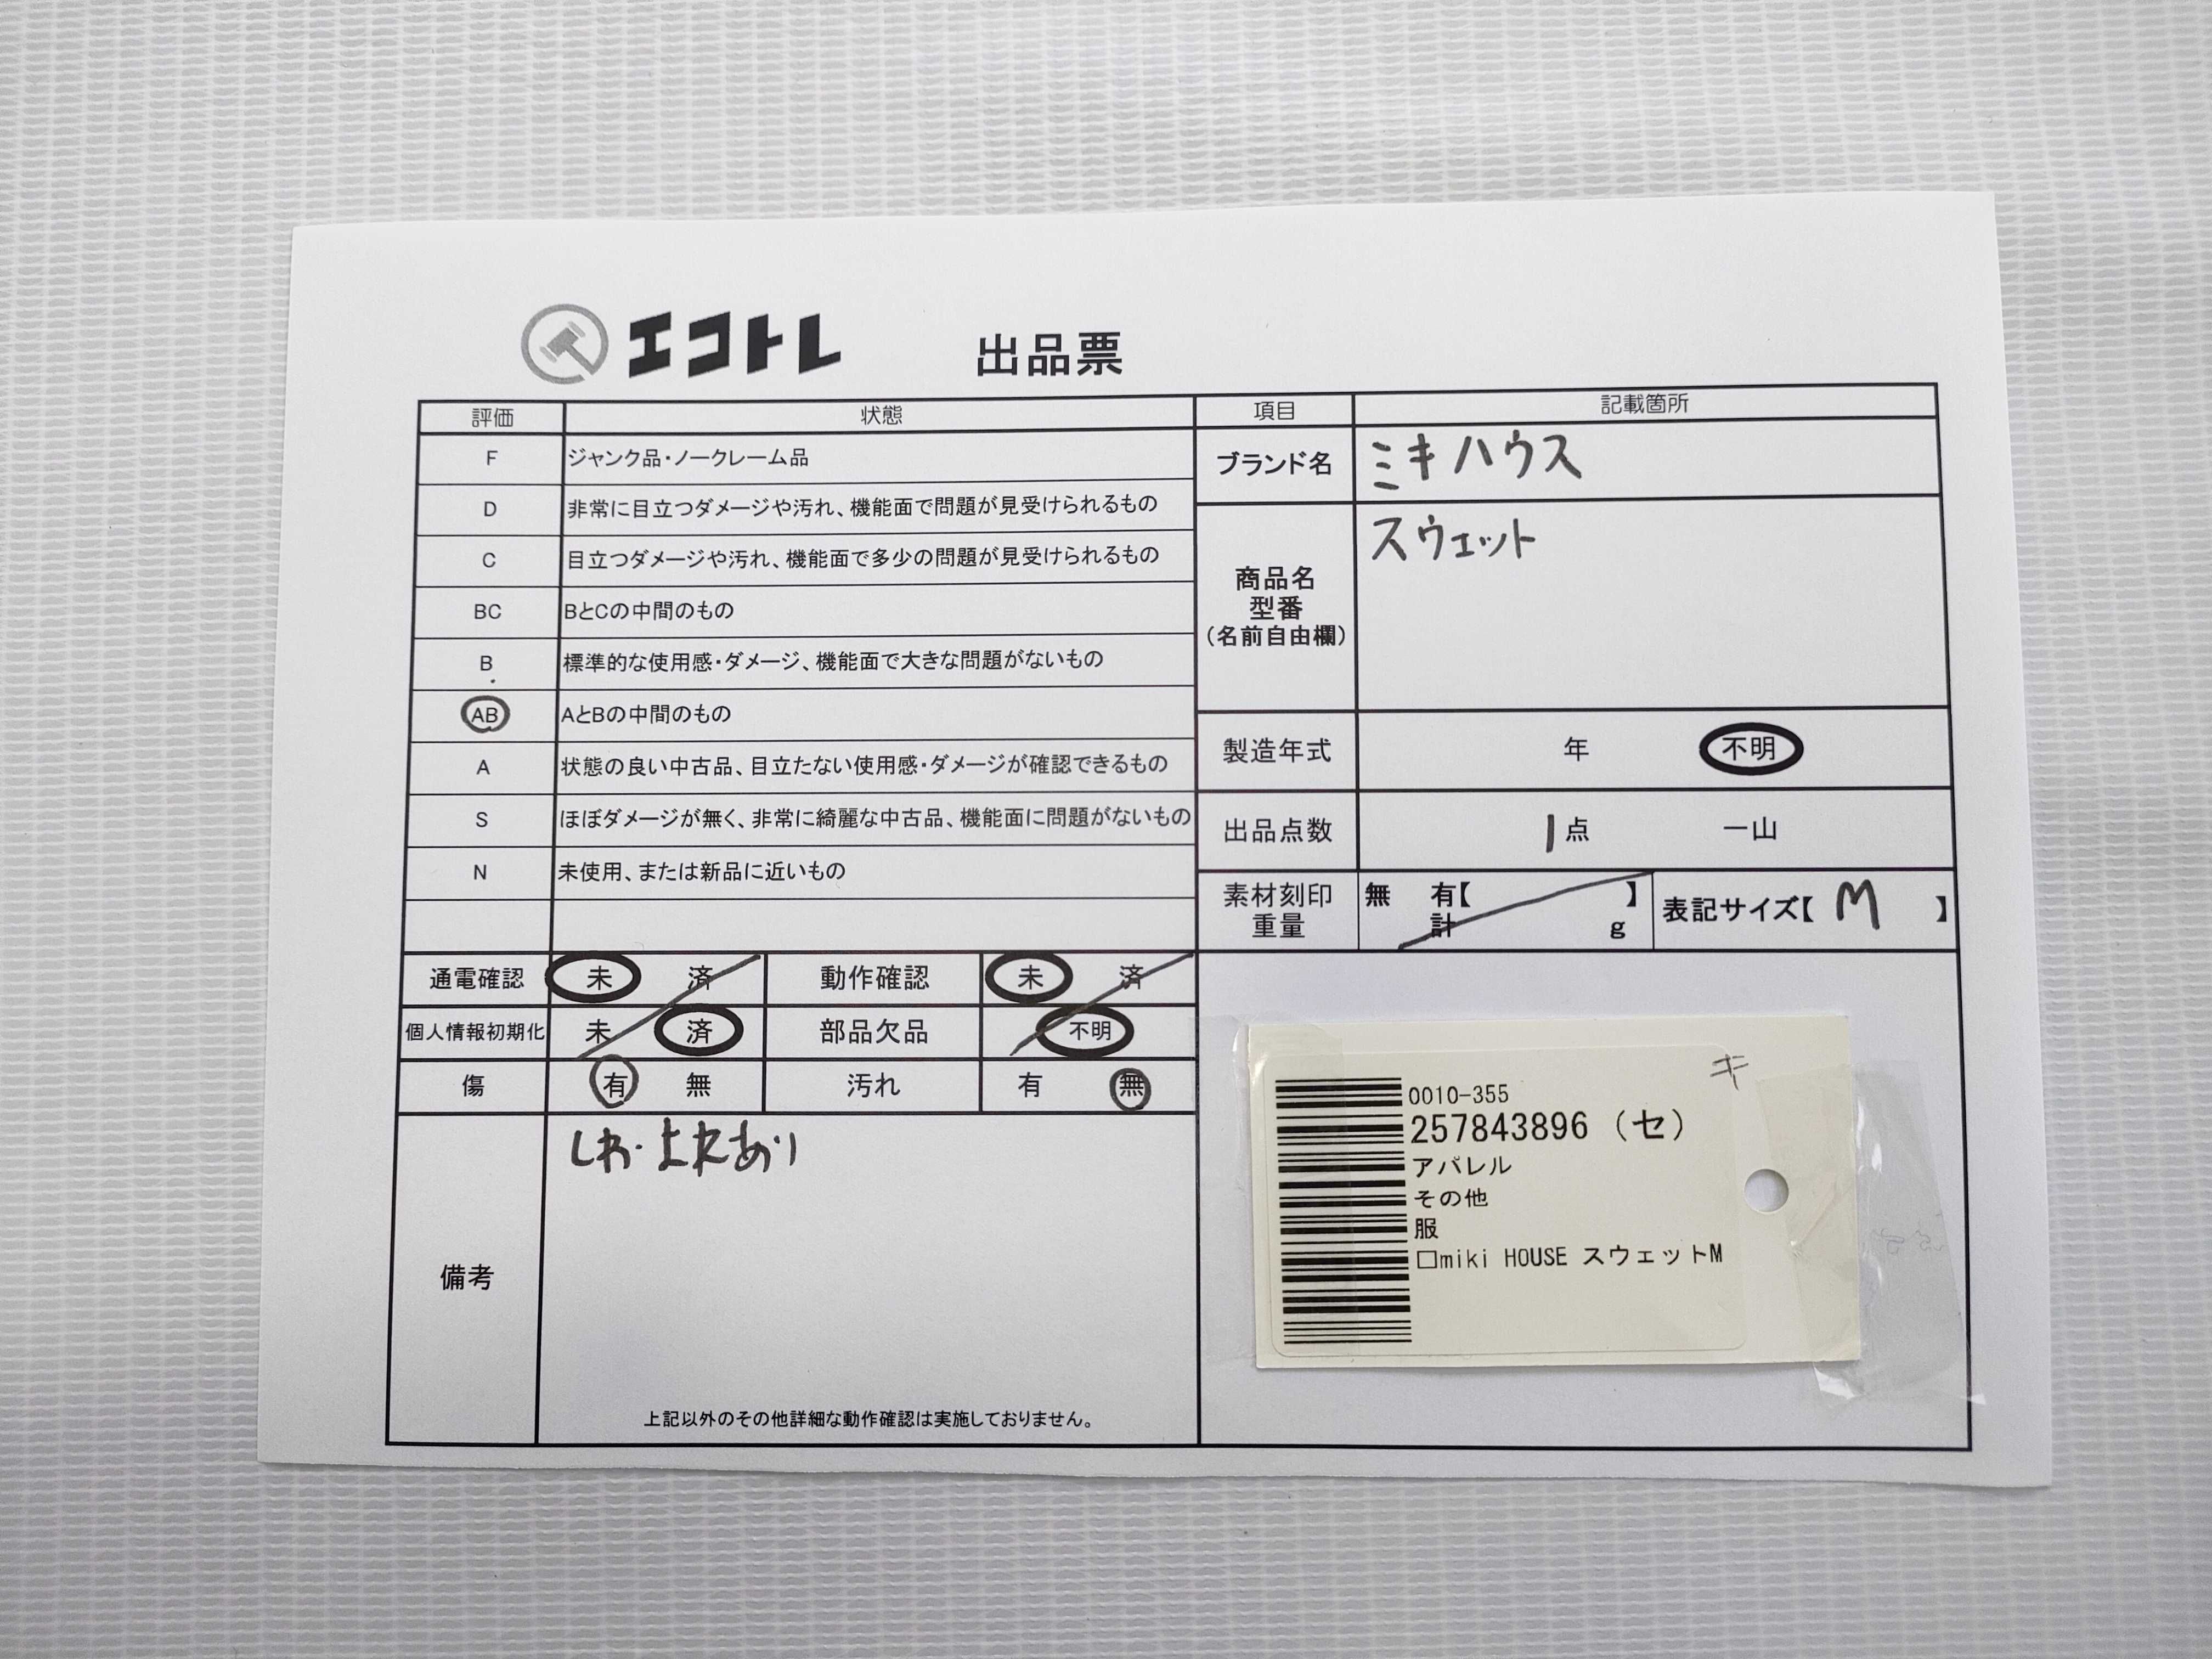 エコトレ 出品票
評価 状態 項目 記載箇所
F ジャンク品・ノークレーム品
D 非常に目立つダメージや汚れ、機能面で問題が見受けられるもの
C 目立つダメージや汚れ、機能面で多少の問題が見受けられるもの
BC BとCの中間のもの
B 標準的な使用感・ダメージ、機能面で大きな問題がないもの
AB AとBの中間のもの
A 状態の良い中古品、目立たない使用感・ダメージが確認できるもの
S ほぼダメージが無く、非常に綺麗な中古品、機能面に問題がないもの
N 未使用、または新品に近いもの
ブランド名 ミキハウス
商品名
型番
(名前自由欄)
スウェット
製造年式 年 不明
出品点数 1点 一山
素材刻印
重量
無 有【 】
計 g
表記サイズ【 M 】
通電確認 未 済 動作確認 未 済
個人情報初期化 未 済 部品欠品 不明
傷 有 無 汚れ 有 無
備考
しわ・よれあり
上記以外のその他詳細な動作確認は実施しておりません。
キ
0010-355
257843896 (セ)
アパレル
その他
服
□miki HOUSE スウェットM